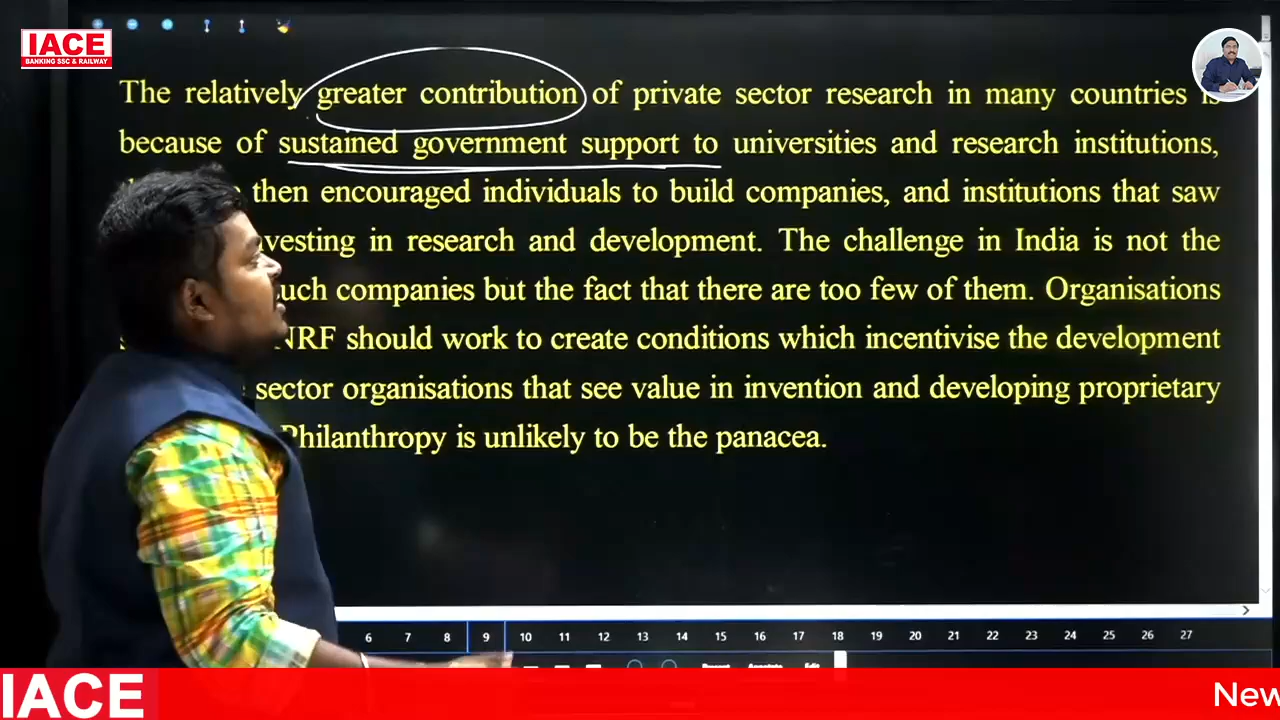 IACE
BANKING SSC & RAILWAY
The relatively greater contribution of private sector research in many countries is
because of sustained government support to universities and research institutions,
then encouraged individuals to build companies, and institutions that saw
vesting in research and development. The challenge in India is not the
uch companies but the fact that there are too few of them. Organisations
NRF should work to create conditions which incentivise the development
sector organisations that see value in invention and developing proprietary
Philanthropy is unlikely to be the panacea.
6 7 8 9 10 11 12 13 14 15 16 17 18 19 20 21 22 23 24 25 26 27
IACE
New